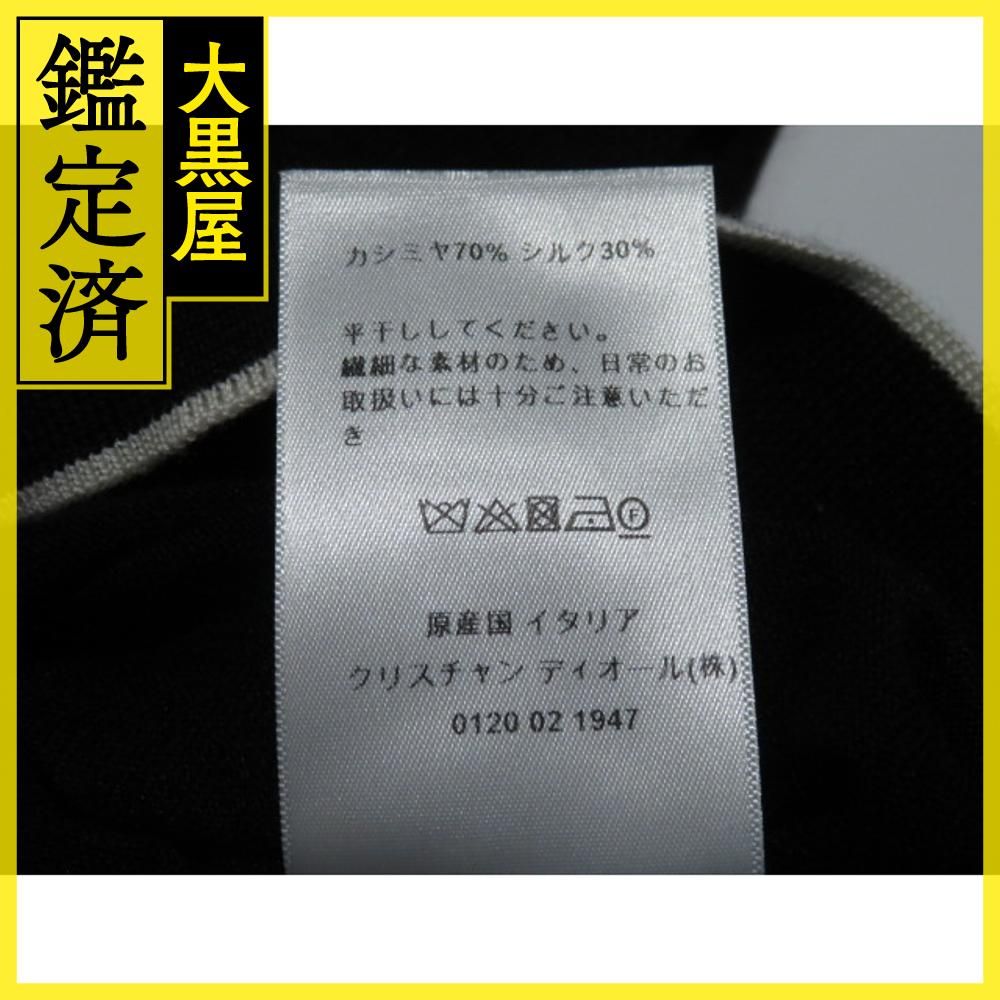 鑑定済
大黒屋
カシミヤ70% シルク30%
平干ししてください。
繊細な素材のため、日常のお
取扱いには十分ご注意いただ
き
F
原産国 イタリア
クリスチャン ディオール(株)
0120 02 1947